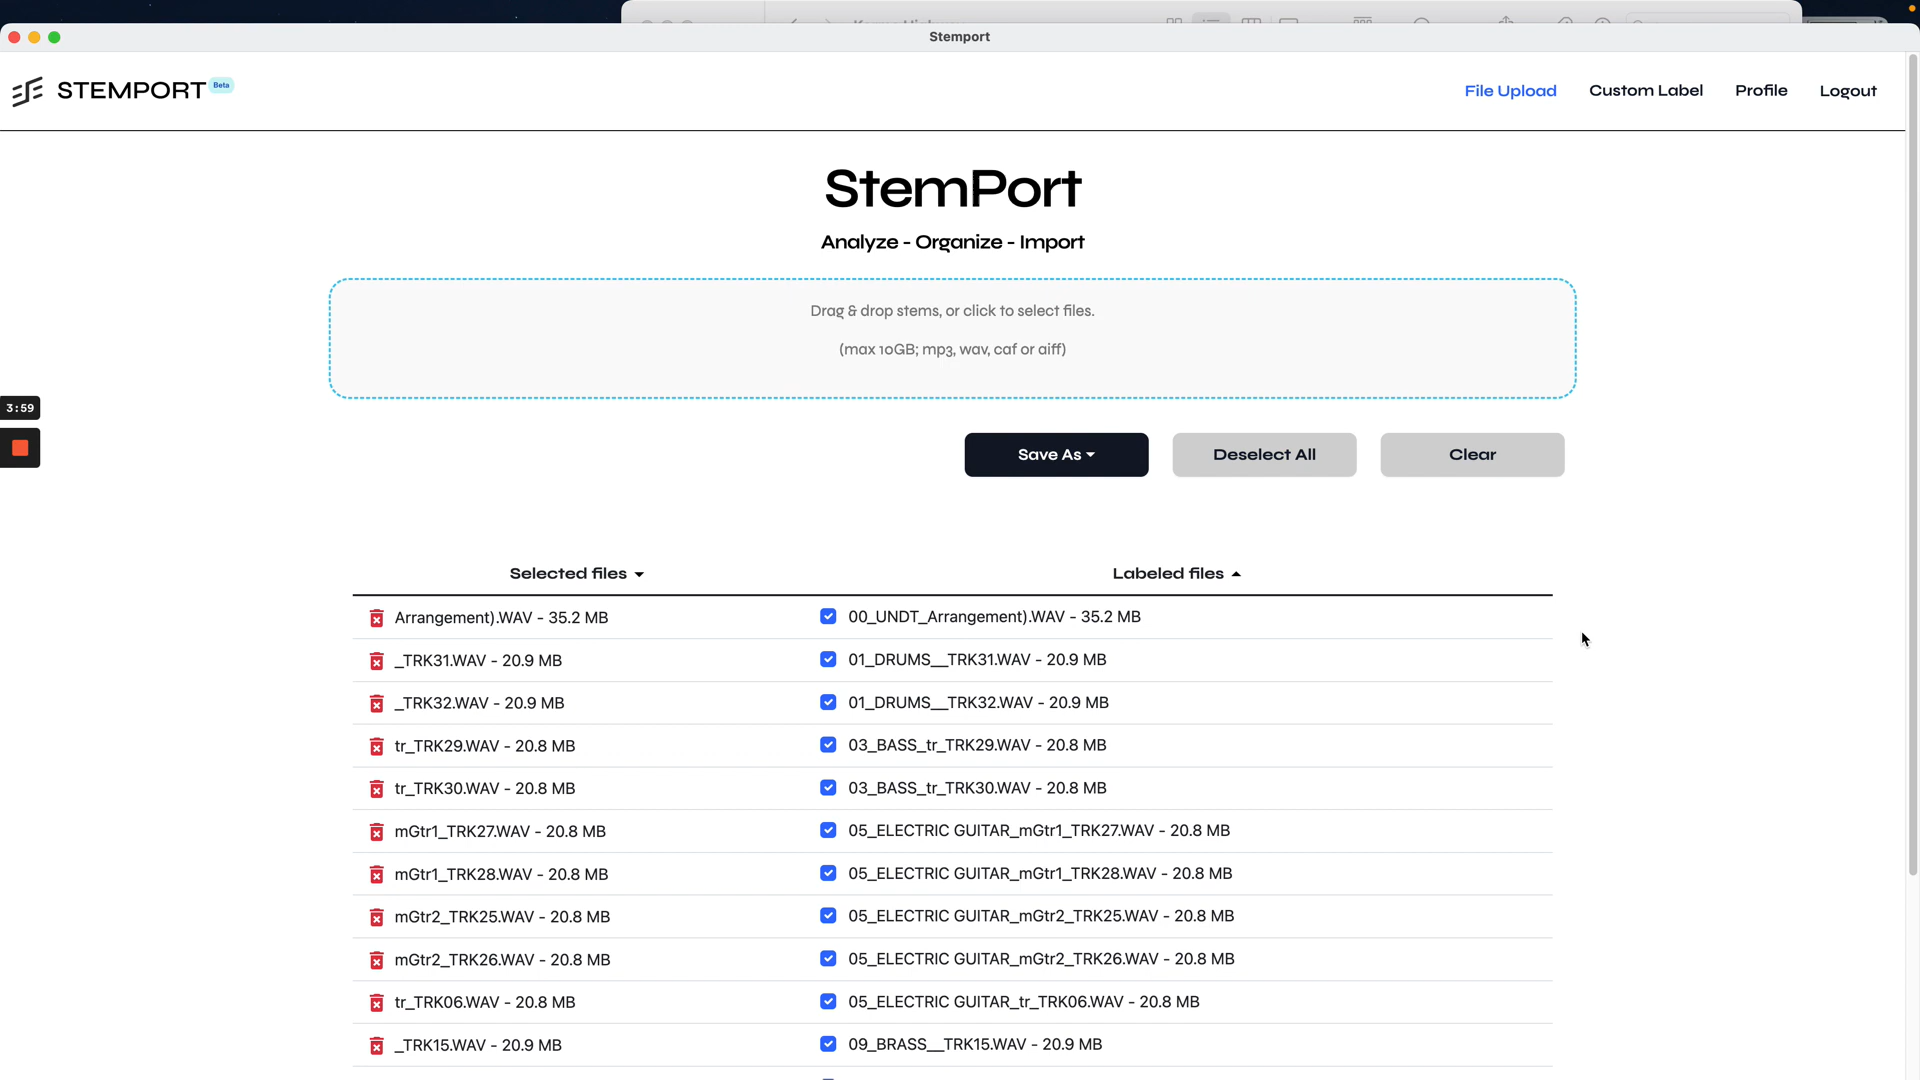 Stemport
STEMPORT Beta
File Upload
Custom Label
Profile
Logout
StemPort
Analyze - Organize - Import
Drag & drop stems, or click to select files.
(max 10GB; mp3, wav, caf or aiff)
3:59
Save As
Deselect All
Clear
Selected files
Labeled files
Arrangement).WAV - 35.2 MB
00_UNDT_Arrangement).WAV - 35.2 MB
_TRK31.WAV - 20.9 MB
01_DRUMS__TRK31.WAV - 20.9 MB
_TRK32.WAV - 20.9 MB
01_DRUMS__TRK32.WAV - 20.9 MB
tr_TRK29.WAV - 20.8 MB
03_BASS_tr_TRK29.WAV - 20.8 MB
tr_TRK30.WAV - 20.8 MB
03_BASS_tr_TRK30.WAV - 20.8 MB
mGtr1_TRK27.WAV - 20.8 MB
05_ELECTRIC GUITAR_mGtr1_TRK27.WAV - 20.8 MB
mGtr1_TRK28.WAV - 20.8 MB
05_ELECTRIC GUITAR_mGtr1_TRK28.WAV - 20.8 MB
mGtr2_TRK25.WAV - 20.8 MB
05_ELECTRIC GUITAR_mGtr2_TRK25.WAV - 20.8 MB
mGtr2_TRK26.WAV - 20.8 MB
05_ELECTRIC GUITAR_mGtr2_TRK26.WAV - 20.8 MB
tr_TRK06.WAV - 20.8 MB
05_ELECTRIC GUITAR_tr_TRK06.WAV - 20.8 MB
_TRK15.WAV - 20.9 MB
09_BRASS__TRK15.WAV - 20.9 MB